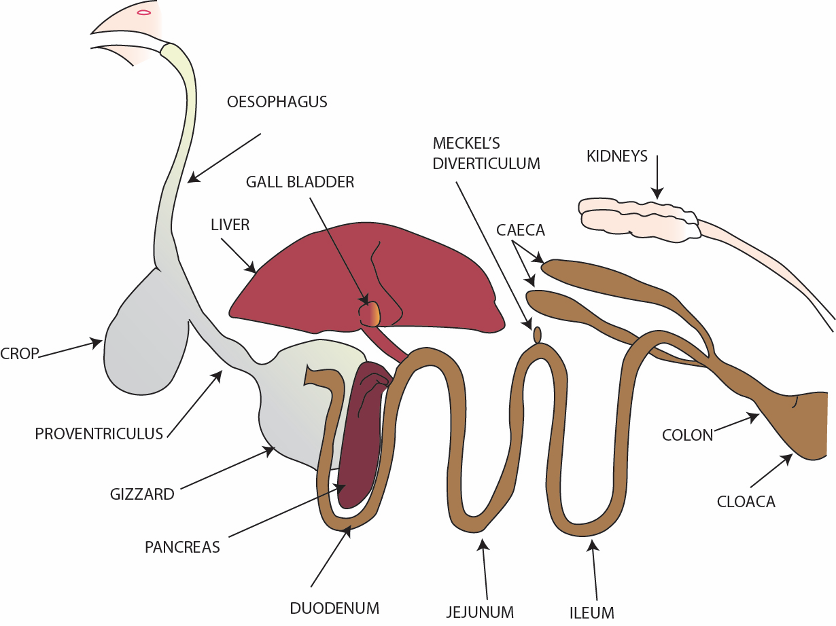 OESOPHAGUS
MECKEL'S
DIVERTICULUM
KIDNEYS
GALL BLADDER
LIVER
CAECA
CROP
PROVENTRICULUS
COLON
GIZZARD
CLOACA
PANCREAS
DUODENUM
JEJUNUM
ILEUM